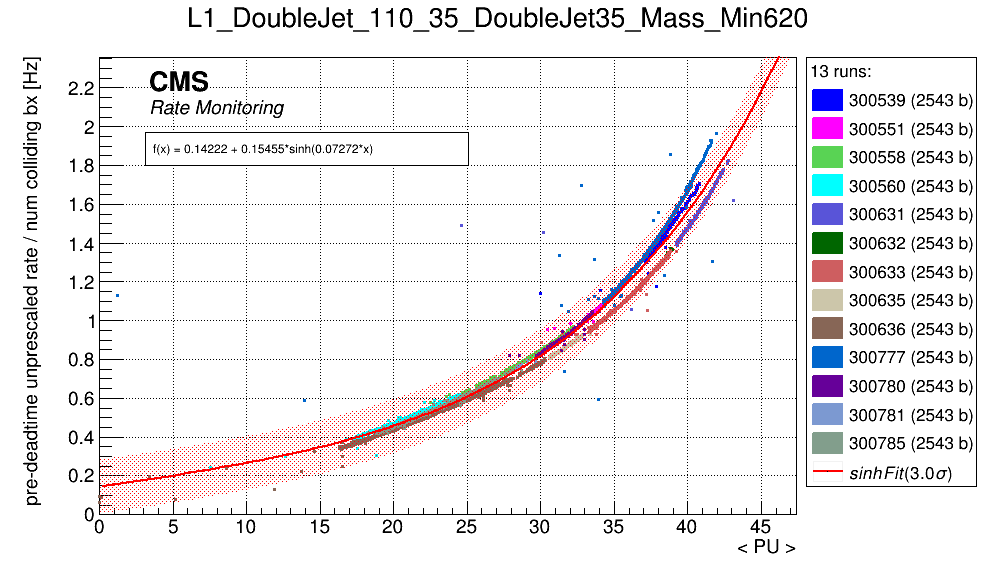 L1_DoubleJet_110_35_DoubleJet35_Mass_Min620
pre-deadtime unprescaled rate / num colliding bx [Hz]
CMS
Rate Monitoring
f(x) = 0.14222 + 0.15455*sinh(0.07272*x)
2.2
2
1.8
1.6
1.4
1.2
1
0.8
0.6
0.4
0.2
0
0 5 10 15 20 25 30 35 40 45
< PU >
13 runs:
300539 (2543 b)
300551 (2543 b)
300558 (2543 b)
300560 (2543 b)
300631 (2543 b)
300632 (2543 b)
300633 (2543 b)
300635 (2543 b)
300636 (2543 b)
300777 (2543 b)
300780 (2543 b)
300781 (2543 b)
300785 (2543 b)
sinhFit(3.0σ)